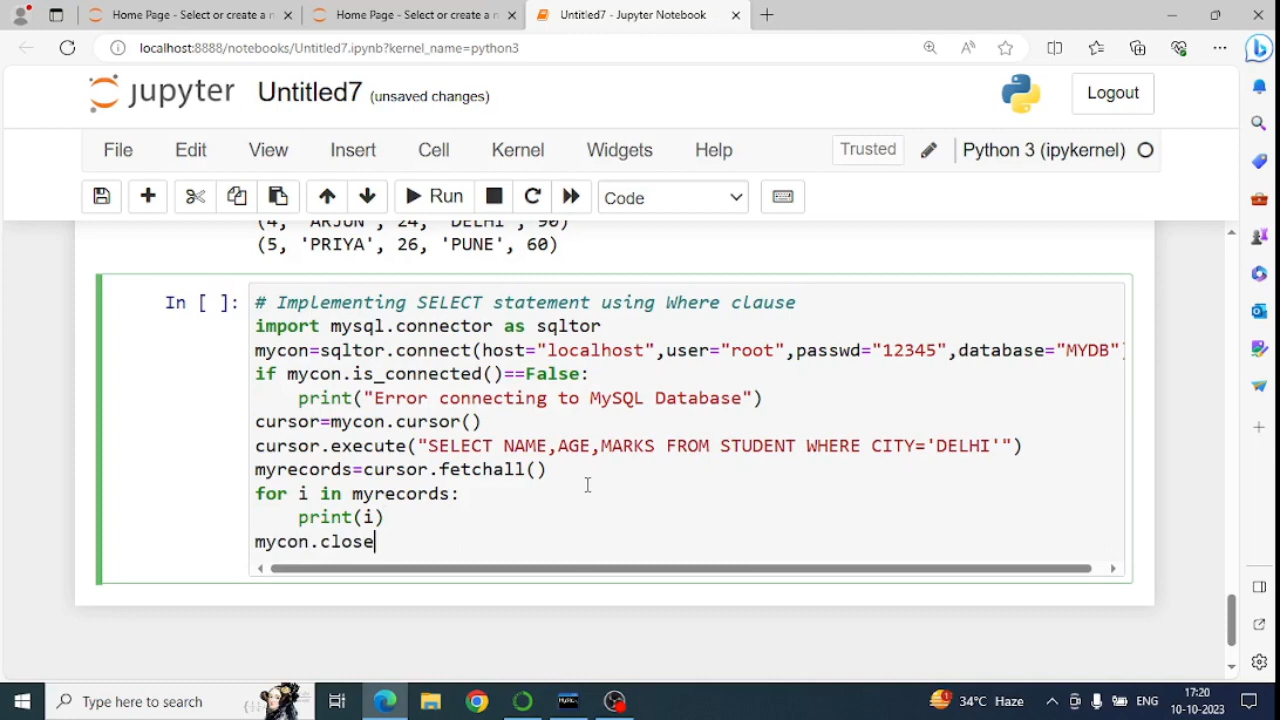 Home Page - Select or create a n
Home Page - Select or create a n
Untitled7 - Jupyter Notebook
localhost:8888/notebooks/Untitled7.ipynb?kernel_name=python3
jupyter Untitled7 (unsaved changes)
Logout
File Edit View Insert Cell Kernel Widgets Help Trusted Python 3 (ipykernel)
Run Code
(4, 'ARJUN', 24, 'DELHI', 90)
(5, 'PRIYA', 26, 'PUNE', 60)
In [ ]: # Implementing SELECT statement using Where clause
import mysql.connector as sqltor
mycon=sqltor.connect(host="localhost",user="root",passwd="12345",database="MYDB")
if mycon.is_connected()==False:
    print("Error connecting to MySQL Database")
cursor=mycon.cursor()
cursor.execute("SELECT NAME,AGE,MARKS FROM STUDENT WHERE CITY='DELHI'")
myrecords=cursor.fetchall()
for i in myrecords:
    print(i)
mycon.close
Type here to search
34°C Haze
ENG
17:20
10-10-2023